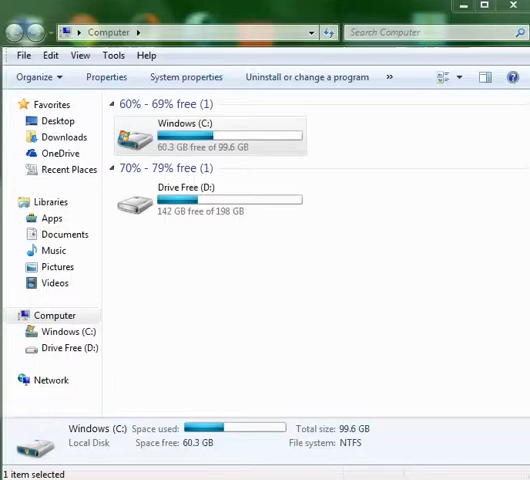 Computer
Search Computer
File Edit View Tools Help
Organize Properties System properties Uninstall or change a program »
Favorites
Desktop
Downloads
OneDrive
Recent Places
Libraries
Apps
Documents
Music
Pictures
Videos
Computer
Windows (C:)
Drive Free (D:)
Network
60% - 69% free (1)
Windows (C:)
60.3 GB free of 99.6 GB
70% - 79% free (1)
Drive Free (D:)
142 GB free of 198 GB
Windows (C:) Space used: Total size: 99.6 GB
Local Disk Space free: 60.3 GB File system: NTFS
1 item selected